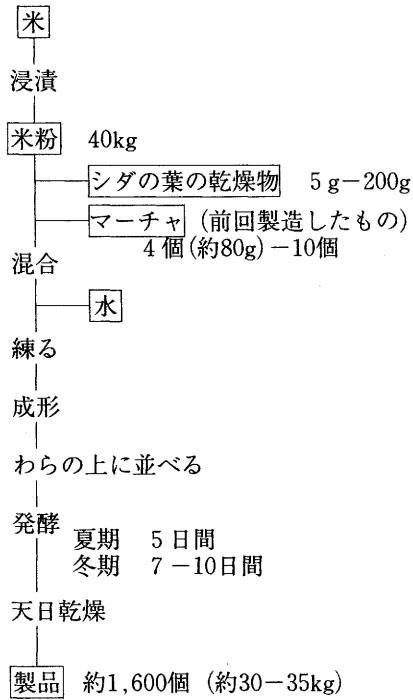 米
浸漬
米粉 40kg
シダの葉の乾燥物 5g-200g
マーチャ (前回製造したもの)
4個(約80g)-10個
混合
水
練る
成形
わらの上に並べる
発酵
夏期 5日間
冬期 7-10日間
天日乾燥
製品 約1,600個 (約30-35kg)